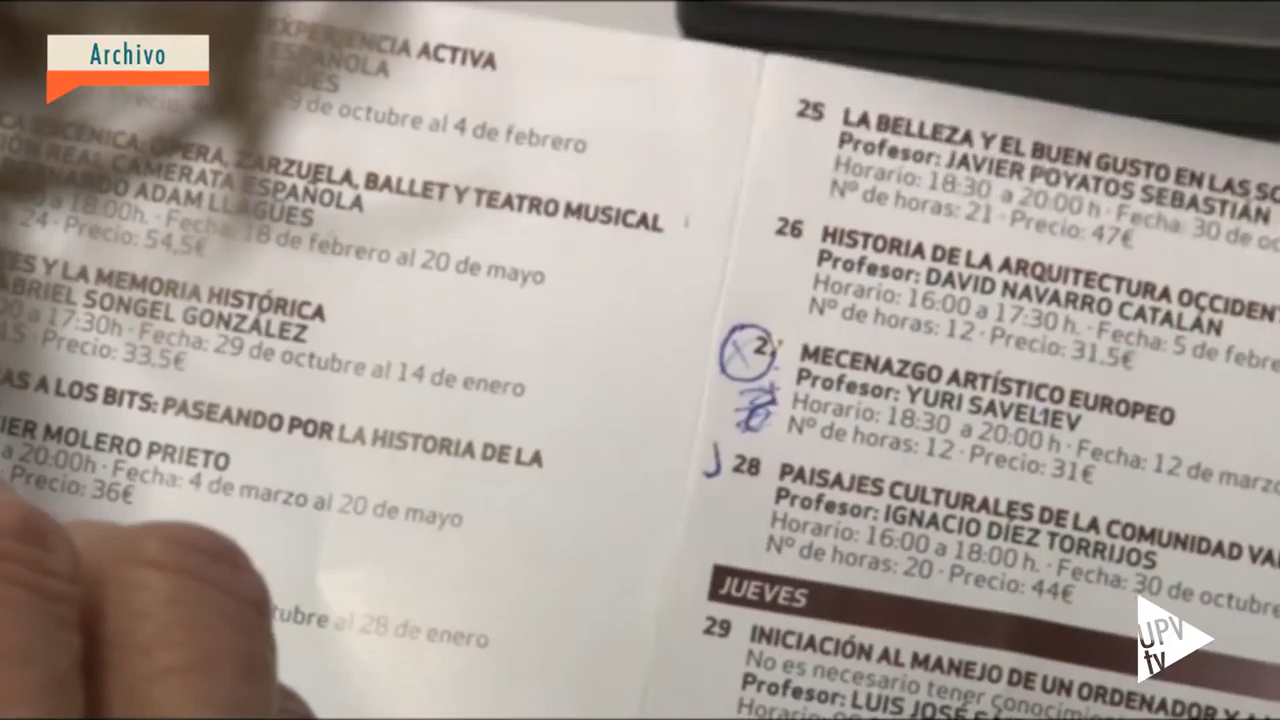 Archivo
EXPERIENCIA ACTIVA
ESPAÑOLA
Precio
29 de octubre al 4 de febrero
ESCENICA, OPERA, ZARZUELA, BALLET Y TEATRO MUSICAL
REAL CAMERATA ESPAÑOLA
ADAM LLAGÜES
a 18:00h. · Fecha: 18 de febrero al 20 de mayo
24 · Precio: 54,5€
Y LA MEMORIA HISTÓRICA
GABRIEL SONGEL GONZÁLEZ
a 17:30h · Fecha: 29 de octubre al 14 de enero
15 · Precio: 33,5€
A LOS BITS: PASEANDO POR LA HISTORIA DE LA
MOLERO PRIETO
a 20:00h · Fecha: 4 de marzo al 20 de mayo
Precio: 36€
al 28 de enero
25 LA BELLEZA Y EL BUEN GUSTO EN LAS
Profesor: JAVIER POYATOS SEBASTIÁN
Horario: 18:30 a 20:00 h · Fecha: 30 de
Nº de horas: 21 · Precio: 47€
26 HISTORIA DE LA ARQUITECTURA OCCIDENT
Profesor: DAVID NAVARRO CATALÁN
Horario: 16:00 a 17:30 h. · Fecha: 5 de febre
Nº de horas: 12 · Precio: 31,5€
MECENAZGO ARTÍSTICO EUROPEO
Profesor: YURI SAVEL1EV
Horario: 18:30 a 20:00 h · Fecha: 12 de marzo
Nº de horas: 12 · Precio: 31€
28 PAISAJES CULTURALES DE LA COMUNIDAD VA
Profesor: IGNACIO DÍEZ TORRIJOS
Horario: 16:00 a 18:00 h. · Fecha: 30 de octubre
Nº de horas: 20 · Precio: 44€
JUEVES
29 INICIACIÓN AL MANEJO DE UN ORDENADOR Y
No es necesario tener conocimi
Profesor: LUIS JOSÉ
Horario:
UPV
tv